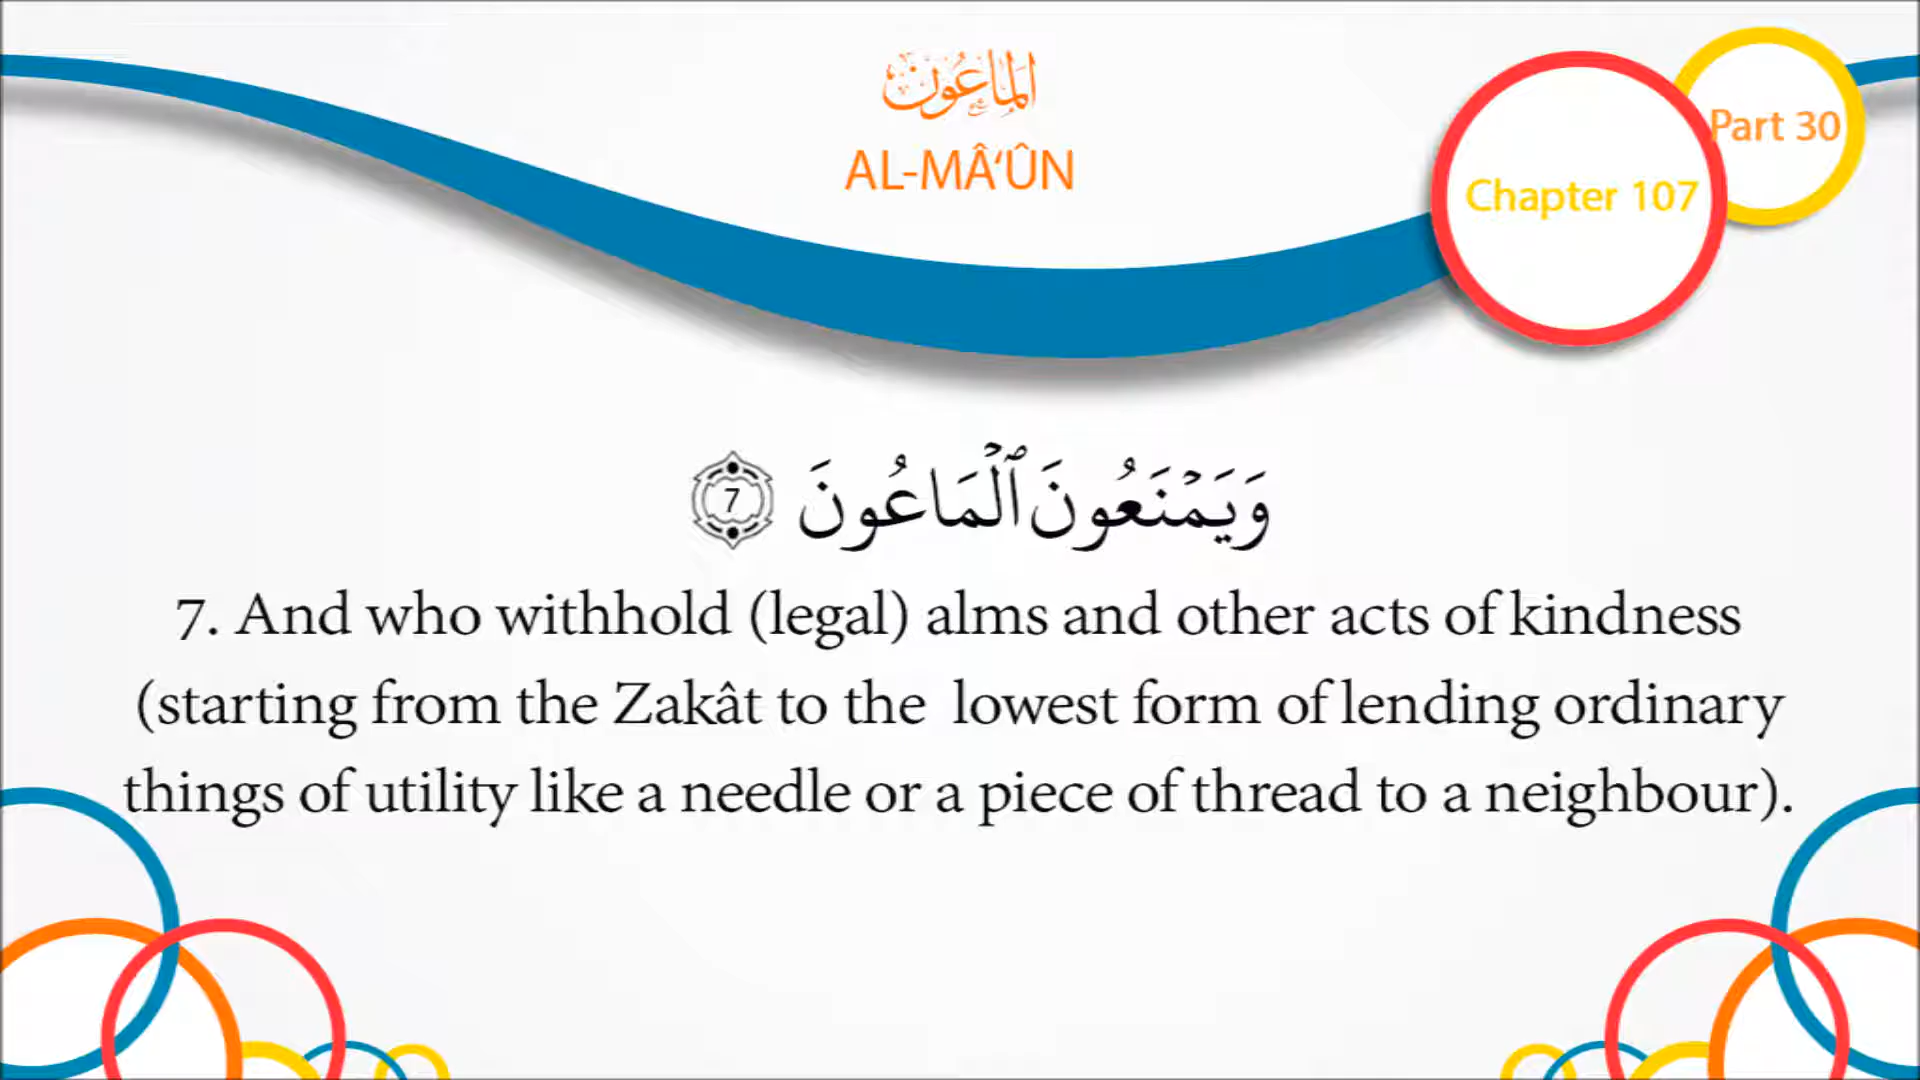 الماعون
AL-MÂ‘ÛN
Part 30
Chapter 107
وَيَمۡنَعُونَ ٱلۡمَاعُونَ 7
7. And who withhold (legal) alms and other acts of kindness
(starting from the Zakât to the lowest form of lending ordinary
things of utility like a needle or a piece of thread to a neighbour).